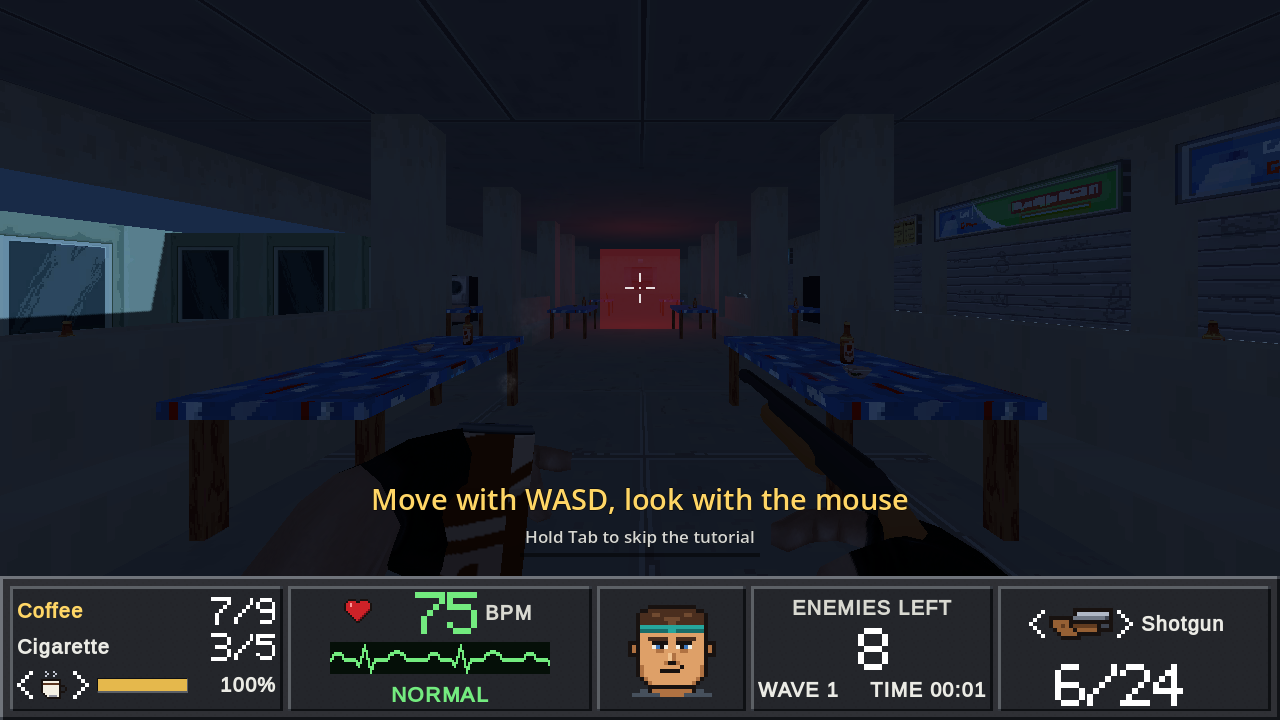 Move with WASD, look with the mouse
Hold Tab to skip the tutorial
Coffee 7/9
Cigarette 3/5
100%
75 BPM
NORMAL
ENEMIES LEFT
8
WAVE 1 TIME 00:01
Shotgun
6/24